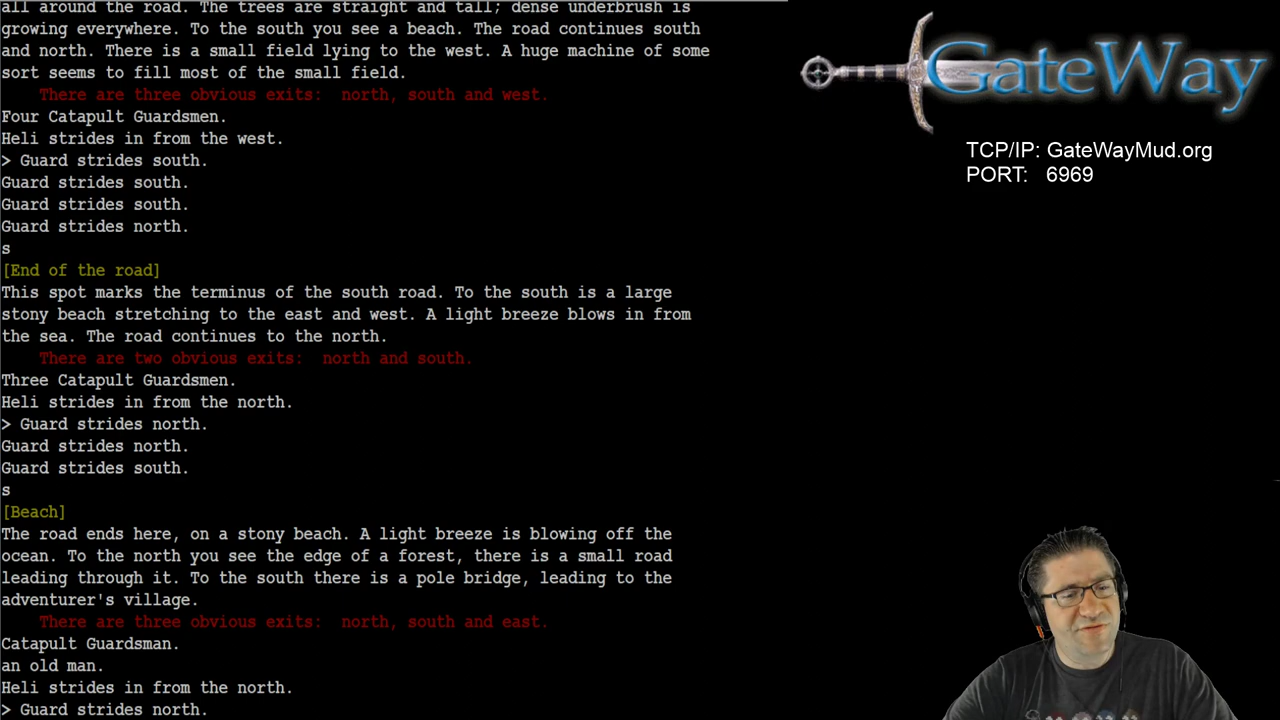 all around the road. The trees are straight and tall; dense underbrush is
growing everywhere. To the south you see a beach. The road continues south
and north. There is a small field lying to the west. A huge machine of some
sort seems to fill most of the small field.
There are three obvious exits: north, south and west.
Four Catapult Guardsmen.
Heli strides in from the west.
> Guard strides south.
Guard strides south.
Guard strides south.
Guard strides north.
s
[End of the road]
This spot marks the terminus of the south road. To the south is a large
stony beach stretching to the east and west. A light breeze blows in from
the sea. The road continues to the north.
There are two obvious exits: north and south.
Three Catapult Guardsmen.
Heli strides in from the north.
> Guard strides north.
Guard strides north.
Guard strides south.
s
[Beach]
The road ends here, on a stony beach. A light breeze is blowing off the
ocean. To the north you see the edge of a forest, there is a small road
leading through it. To the south there is a pole bridge, leading to the
adventurer's village.
There are three obvious exits: north, south and east.
Catapult Guardsman.
an old man.
Heli strides in from the north.
> Guard strides north.
GateWay
TCP/IP: GateWayMud.org
PORT: 6969